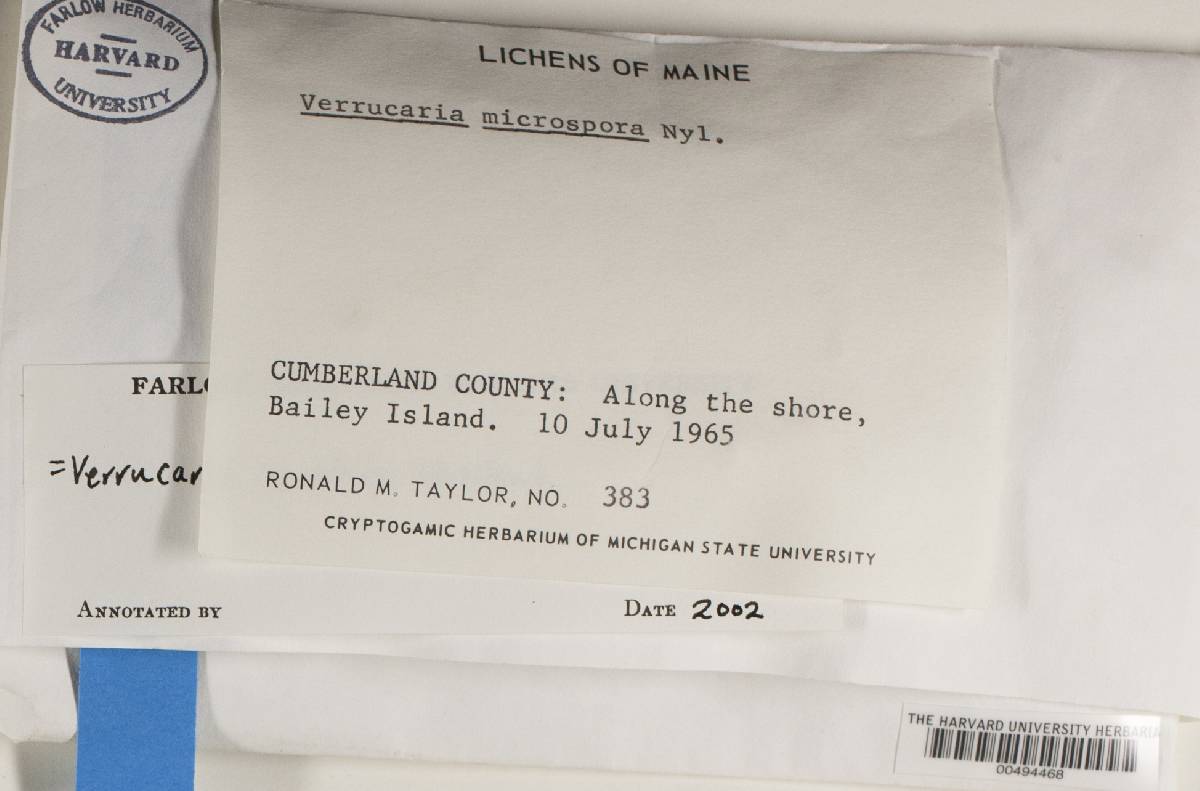 FARLOW HERBARIUM
HARVARD
UNIVERSITY
LICHENS OF MAINE
Verrucaria microspora Nyl.
CUMBERLAND COUNTY: Along the shore,
Bailey Island. 10 July 1965
RONALD M. TAYLOR, NO. 383
CRYPTOGAMIC HERBARIUM OF MICHIGAN STATE UNIVERSITY
FARLO
=Verrucar
ANNOTATED BY
DATE 2002
THE HARVARD UNIVERSITY HERBARIA
00494468